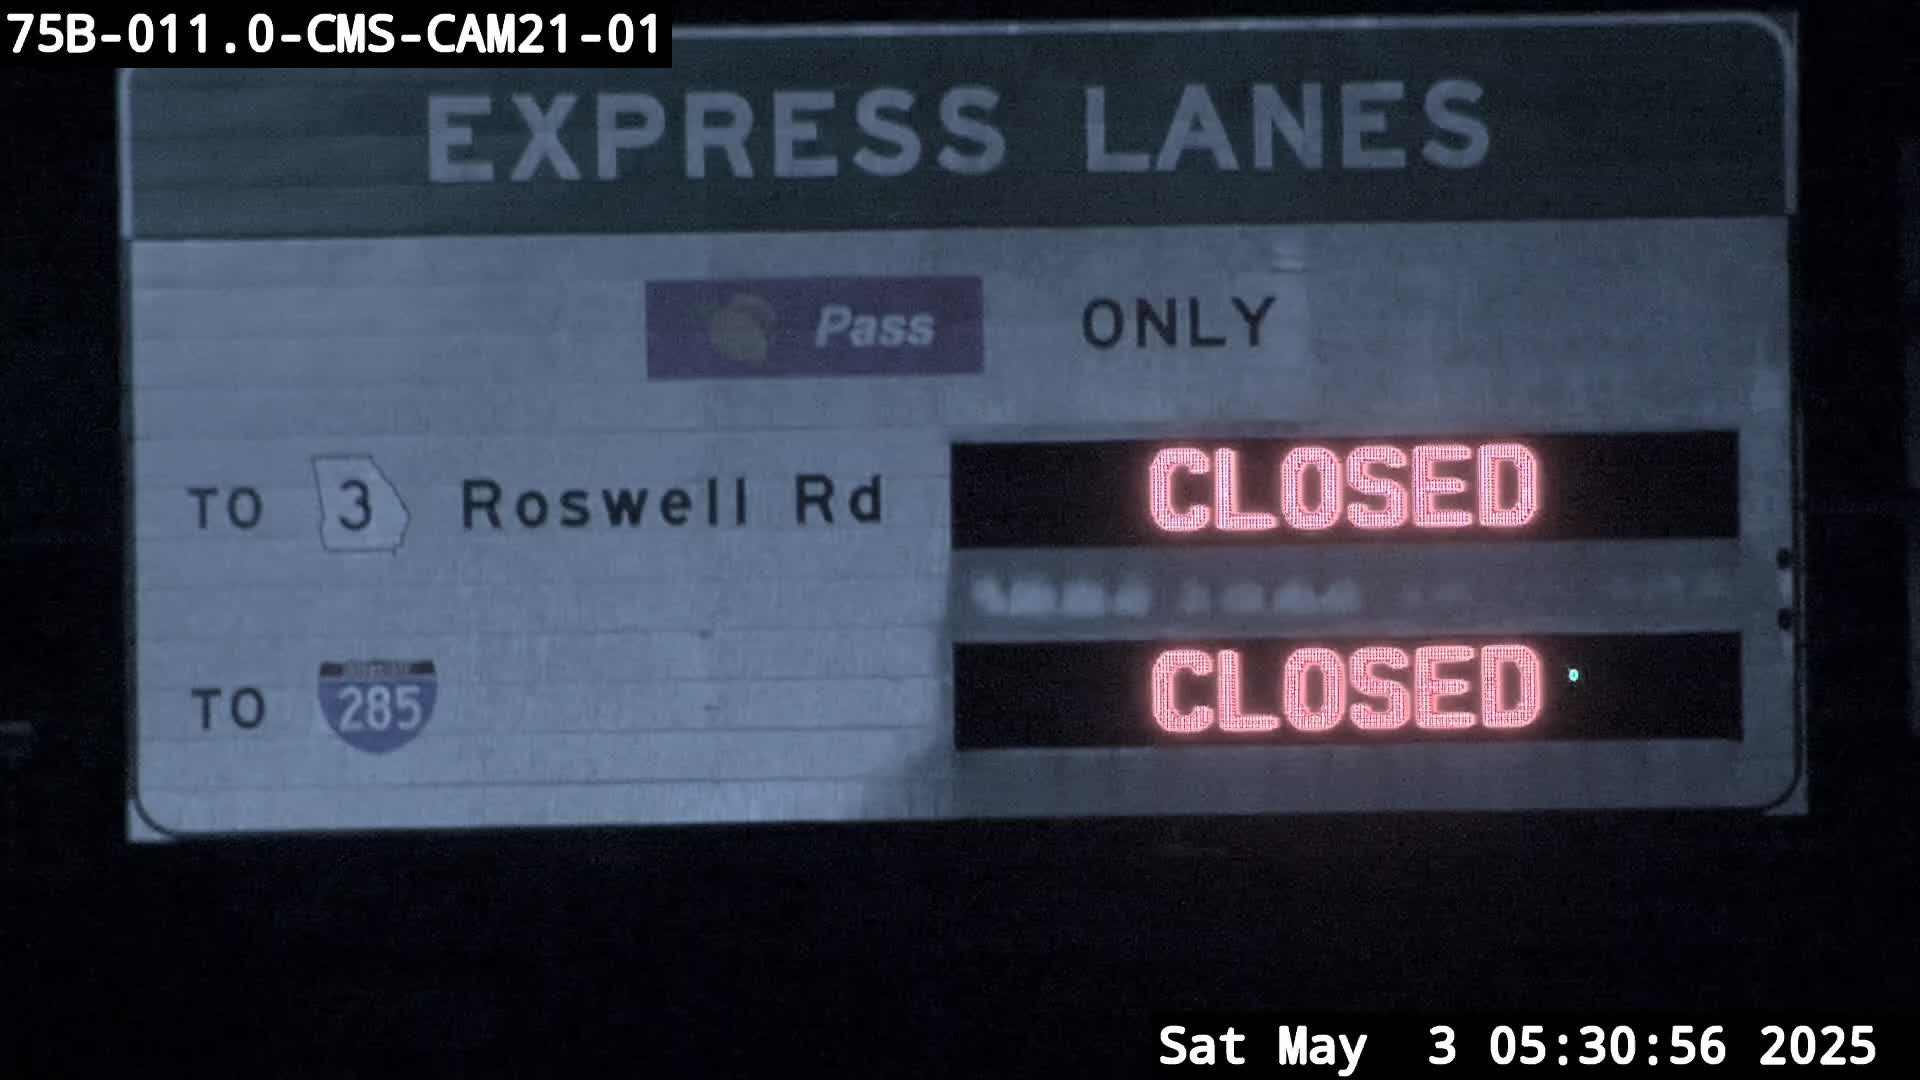 75B-011.0-CMS-CAM21-01
EXPRESS LANES
Pass ONLY
TO 3 Roswell Rd CLOSED
TO 285 CLOSED
Sat May 3 05:30:56 2025